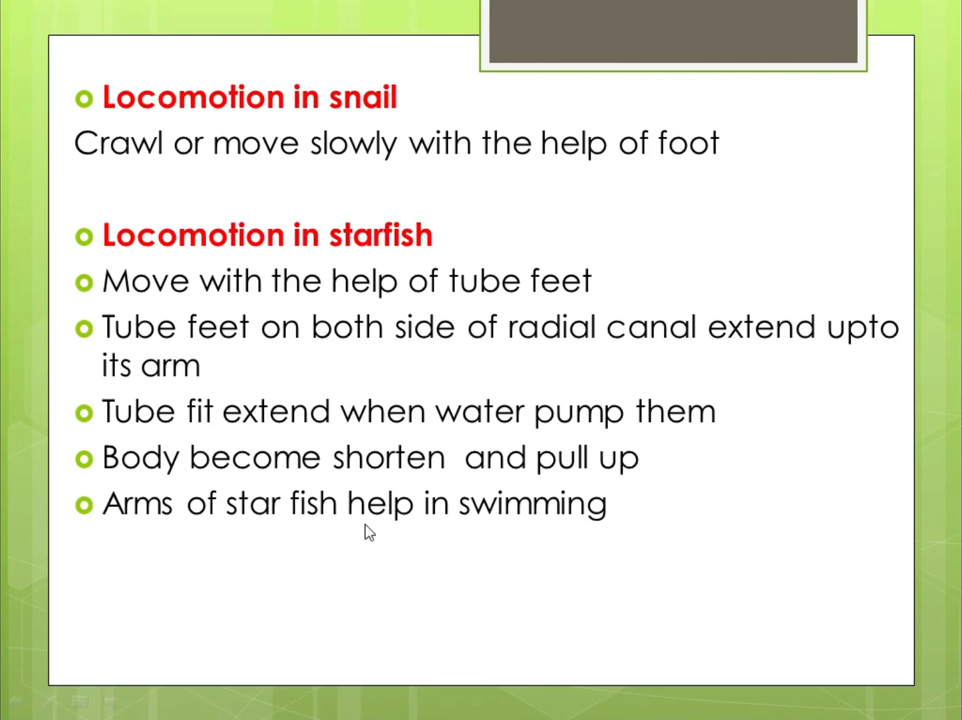 Locomotion in snail
Crawl or move slowly with the help of foot
Locomotion in starfish
Move with the help of tube feet
Tube feet on both side of radial canal extend upto
its arm
Tube fit extend when water pump them
Body become shorten and pull up
Arms of star fish help in swimming